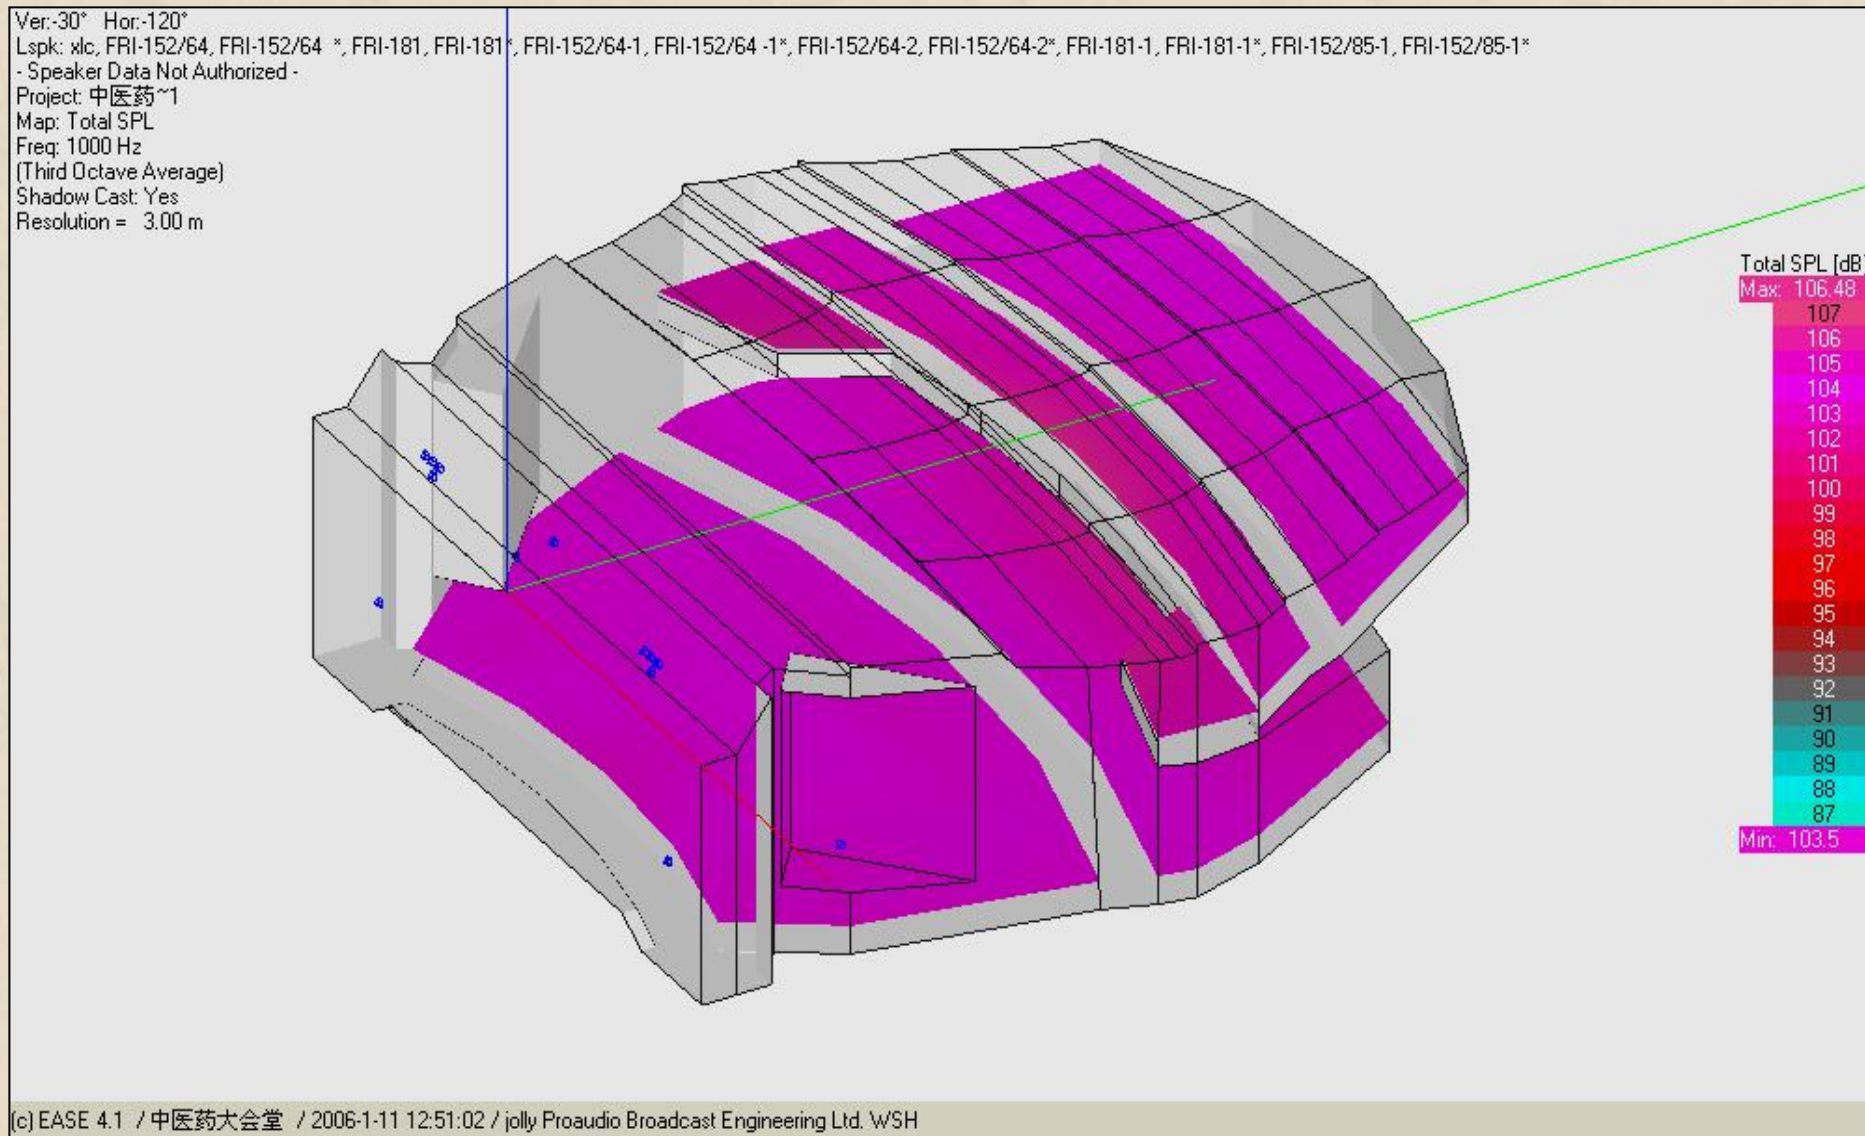 Ver:-30° Hor:-120°
Lspk: xlc, FRI-152/64, FRI-152/64 *, FRI-181, FRI-181*, FRI-152/64-1, FRI-152/64 -1*, FRI-152/64-2, FRI-152/64-2*, FRI-181-1, FRI-181-1*, FRI-152/85-1, FRI-152/85-1*
- Speaker Data Not Authorized -
Project: 中医药~1
Map: Total SPL
Freq: 1000 Hz
(Third Octave Average)
Shadow Cast: Yes
Resolution = 3.00 m
Total SPL [dB]
Max: 106.48
107
106
105
104
103
102
101
100
99
98
97
96
95
94
93
92
91
90
89
88
87
Min: 103.5
(c) EASE 4.1 / 中医药大会堂 / 2006-1-11 12:51:02 / jolly Proaudio Broadcast Engineering Ltd. WSH